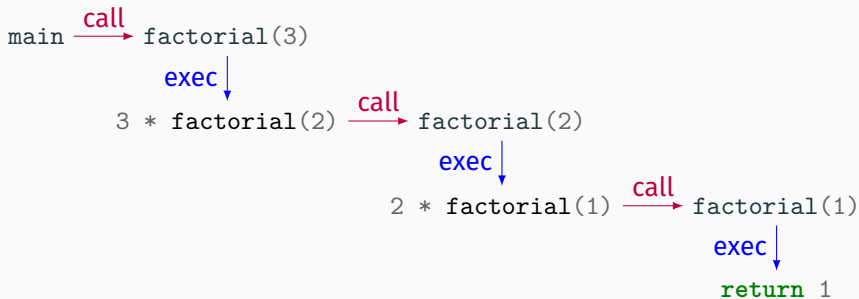 call
main factorial(3)
exec
call
3 * factorial(2) factorial(2)
exec
call
2 * factorial(1) factorial(1)
exec
return 1